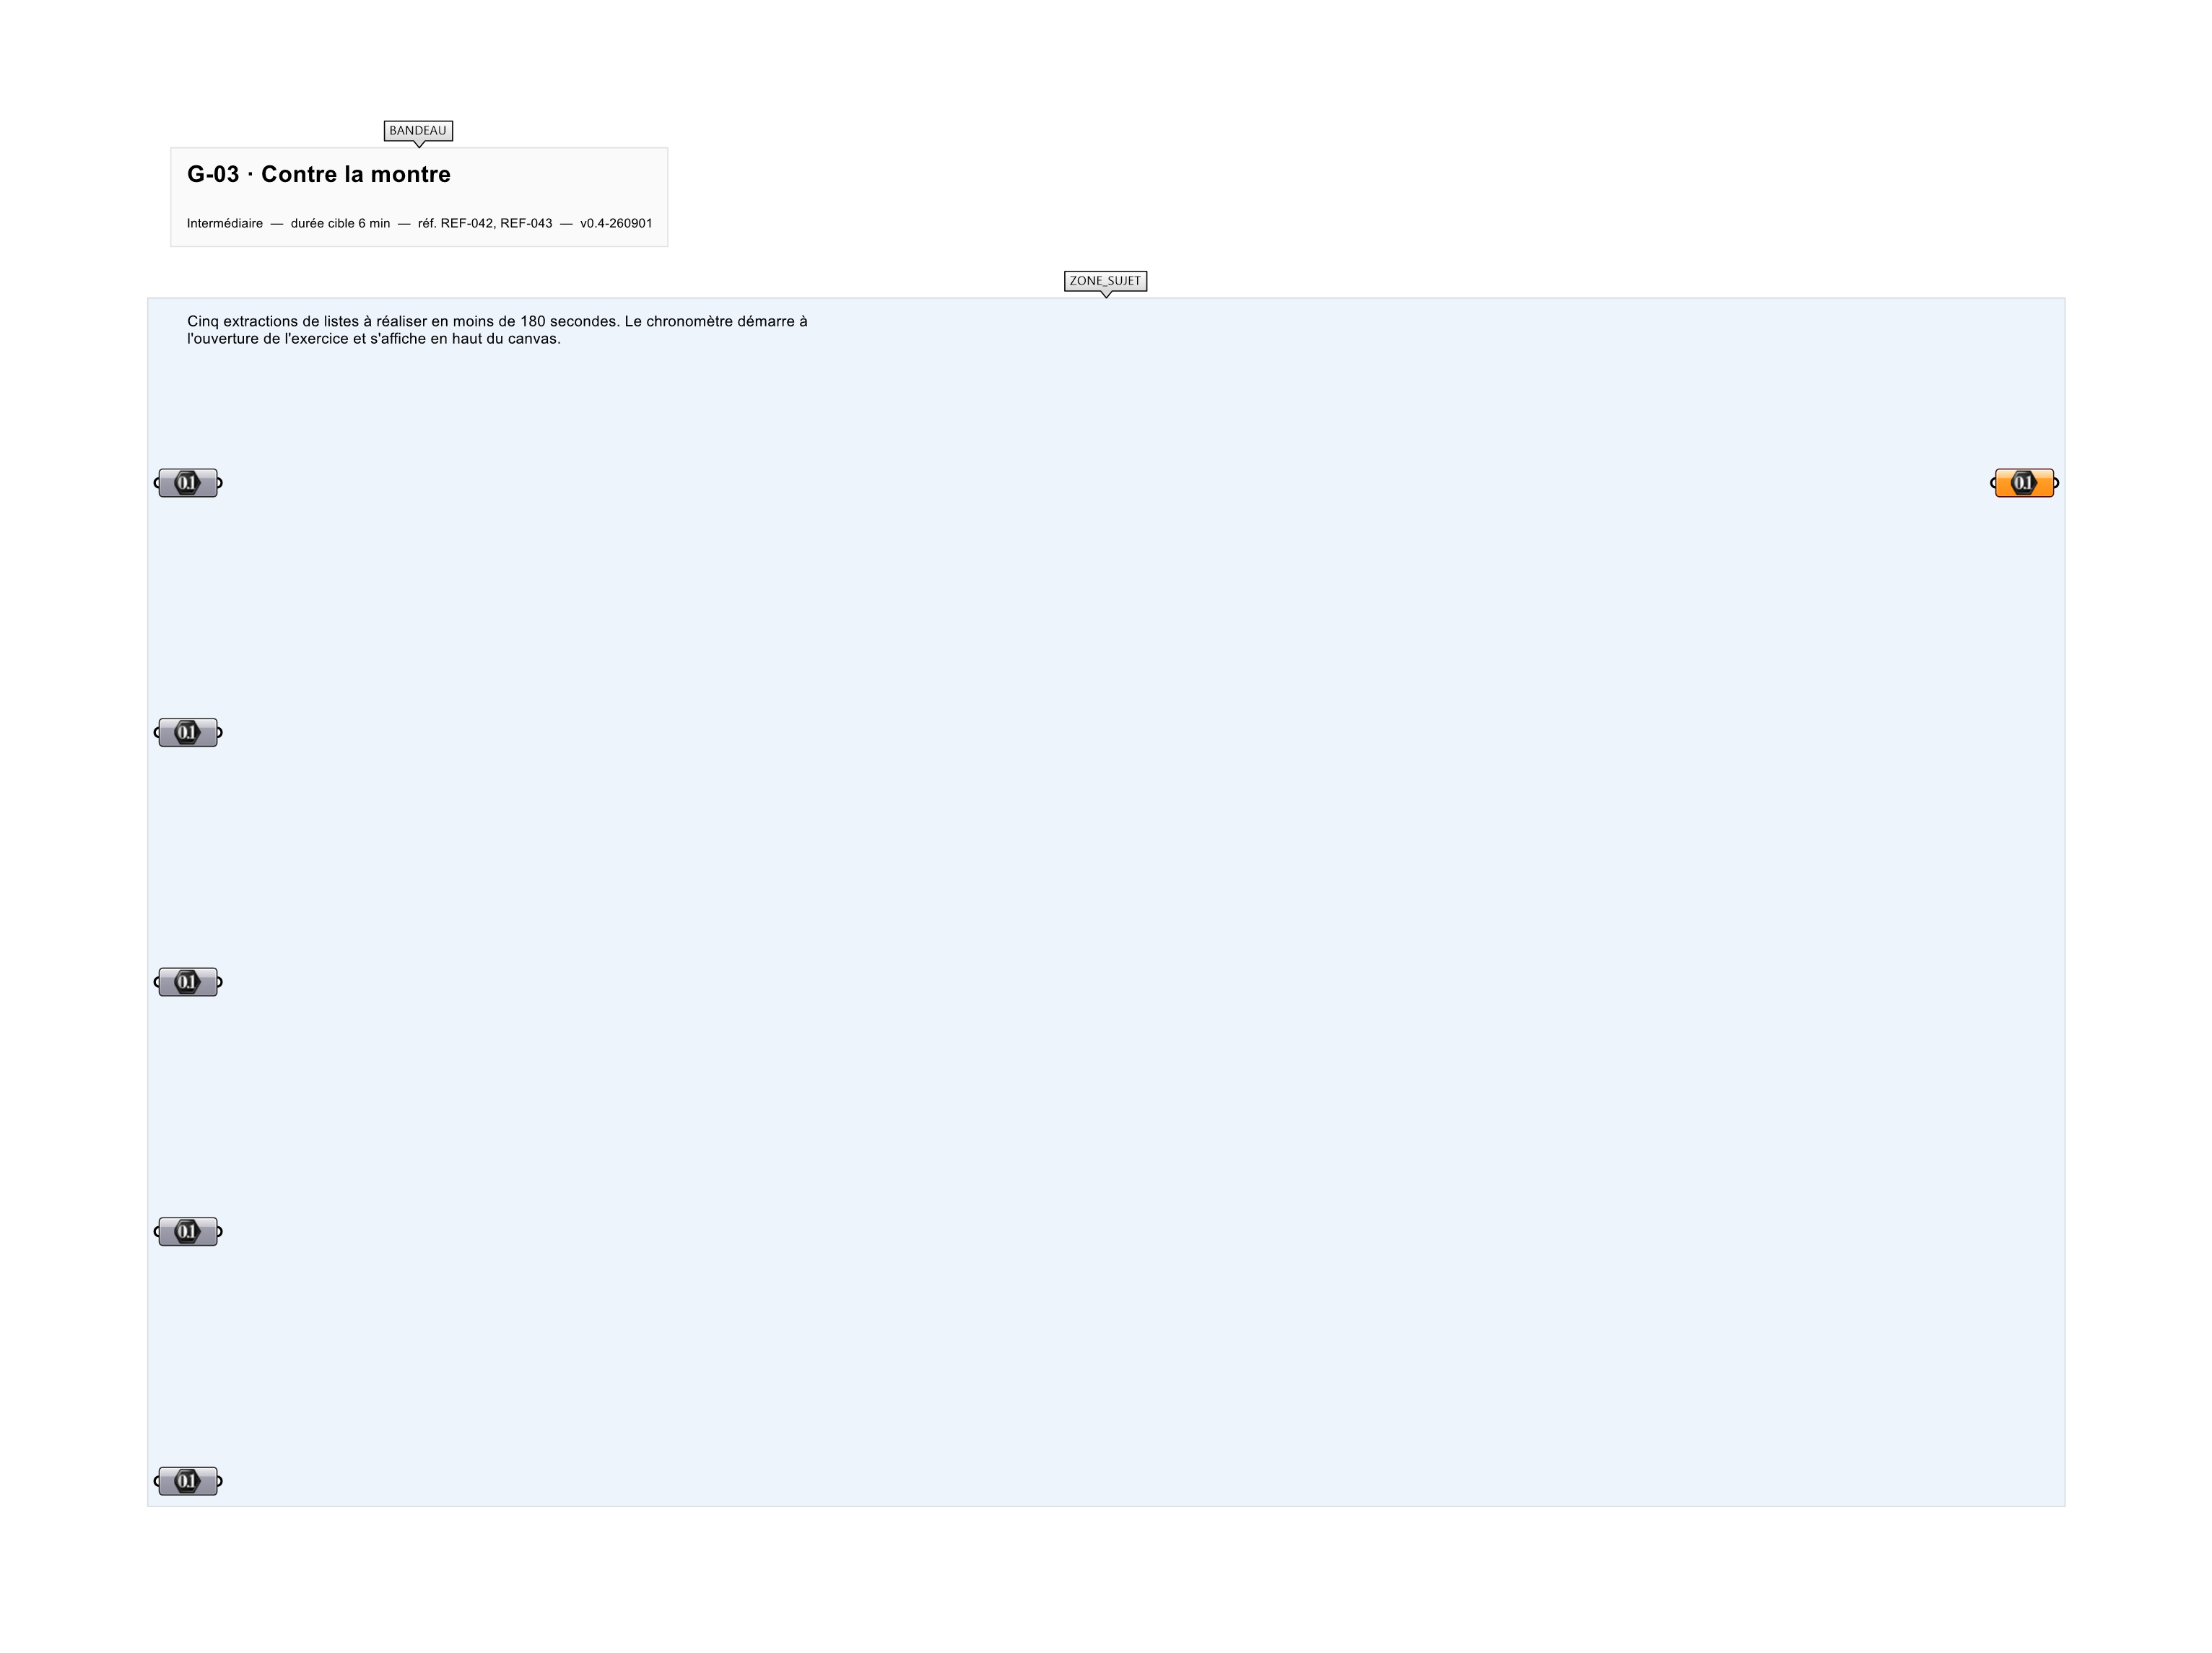 BANDEAU
G-03 · Contre la montre
Intermédiaire — durée cible 6 min — réf. REF-042, REF-043 — v0.4-260901
ZONE_SUJET
Cinq extractions de listes à réaliser en moins de 180 secondes. Le chronomètre démarre à
l'ouverture de l'exercice et s'affiche en haut du canvas.
0.1
0.1
0.1
0.1
0.1
0.1